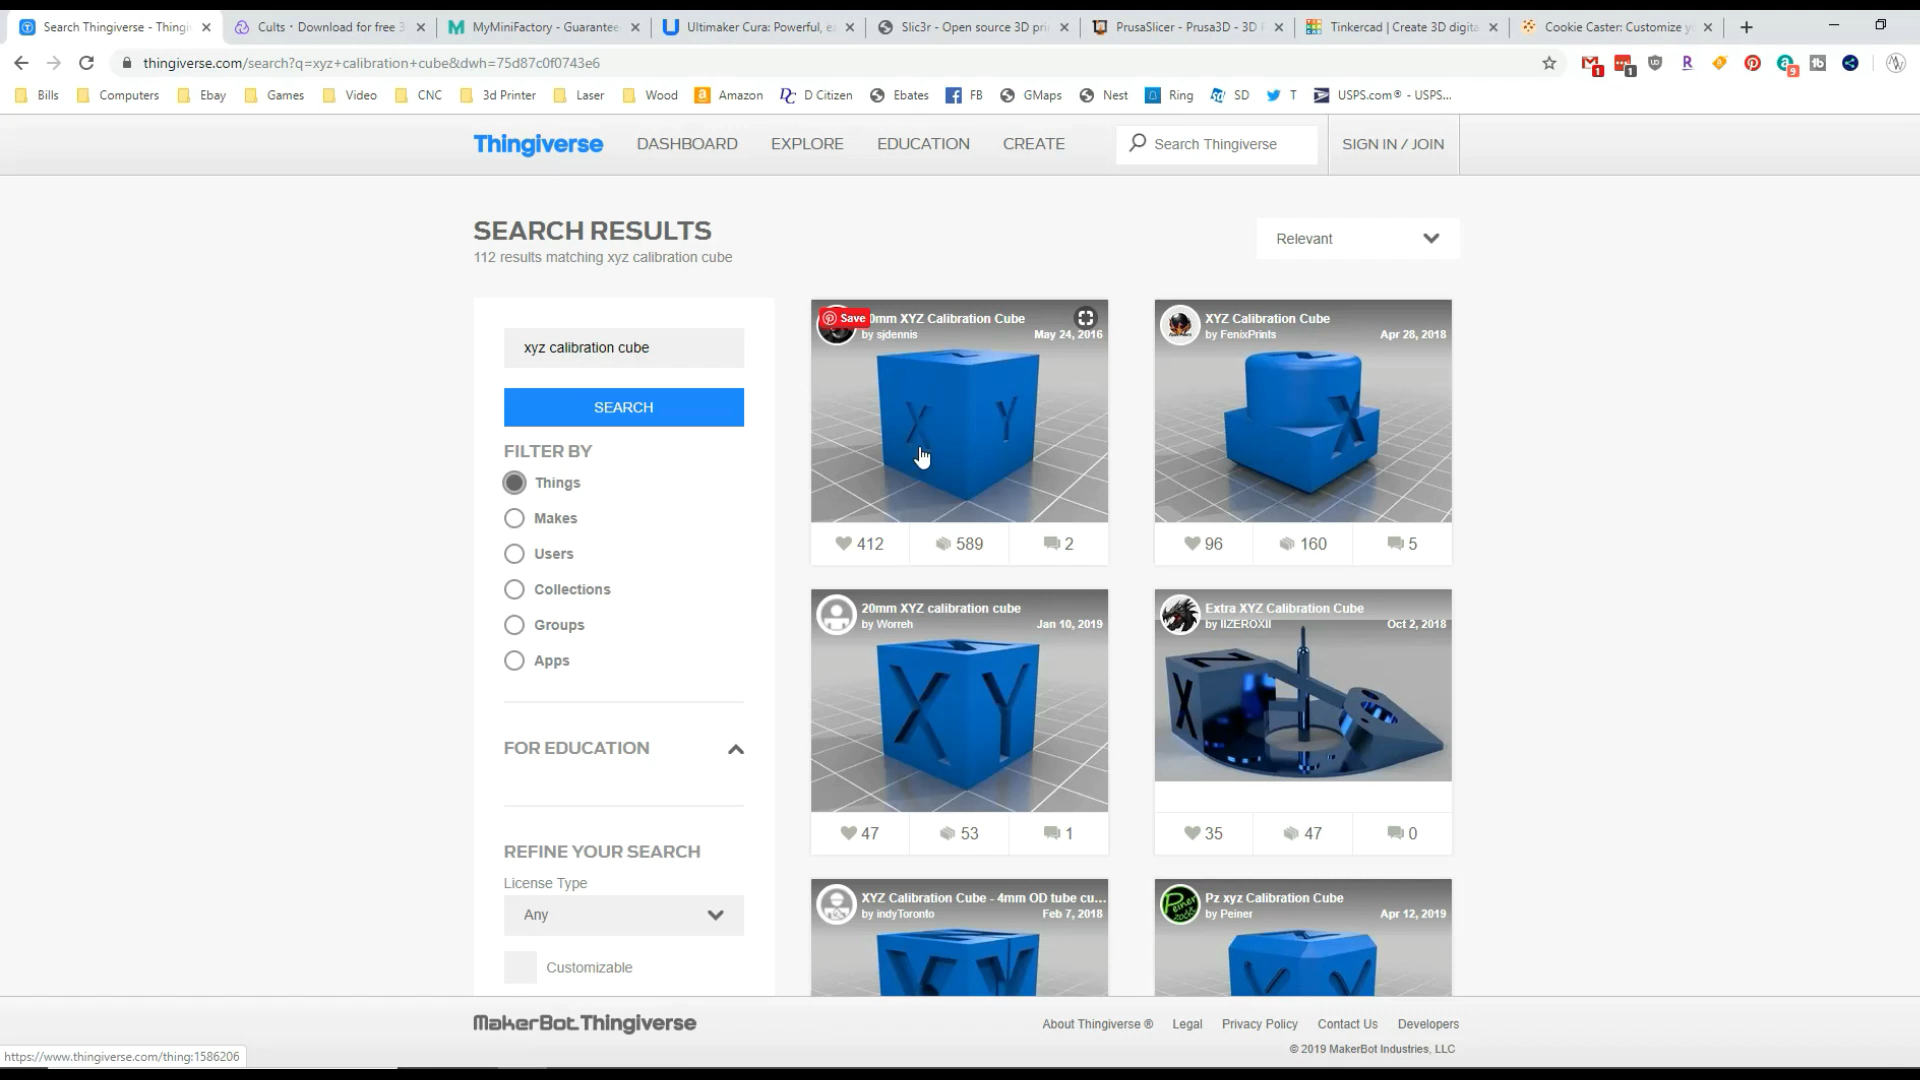 Search Thingiverse - Thingi
Cults · Download for free 3
MyMiniFactory - Guarantee
Ultimaker Cura: Powerful, e
Slic3r - Open source 3D pri
PrusaSlicer - Prusa3D - 3D
Tinkercad | Create 3D digita
Cookie Caster: Customize y
thingiverse.com/search?q=xyz+calibration+cube&dwh=75d87c0f0743e6
Bills
Computers
Ebay
Games
Video
CNC
3d Printer
Laser
Wood
Amazon
D Citizen
Ebates
FB
GMaps
Nest
Ring
SD
T
USPS.com® - USPS...
Thingiverse
DASHBOARD
EXPLORE
EDUCATION
CREATE
Search Thingiverse
SIGN IN / JOIN
SEARCH RESULTS
112 results matching xyz calibration cube
Relevant
xyz calibration cube
SEARCH
FILTER BY
Things
Makes
Users
Collections
Groups
Apps
FOR EDUCATION
REFINE YOUR SEARCH
License Type
Any
Customizable
Save
0mm XYZ Calibration Cube
by sjdennis
May 24, 2016
X Y
412
589
2
XYZ Calibration Cube
by FenixPrints
Apr 28, 2018
X
96
160
5
20mm XYZ calibration cube
by Worreh
Jan 10, 2019
X Y
47
53
1
Extra XYZ Calibration Cube
by IIZEROXII
Oct 2, 2018
Z
X
35
47
0
XYZ Calibration Cube - 4mm OD tube cu...
by indyToronto
Feb 7, 2018
Pz xyz Calibration Cube
by Peiner
Apr 12, 2019
MakerBot.Thingiverse
About Thingiverse ®
Legal
Privacy Policy
Contact Us
Developers
© 2019 MakerBot Industries, LLC
https://www.thingiverse.com/thing:1586206